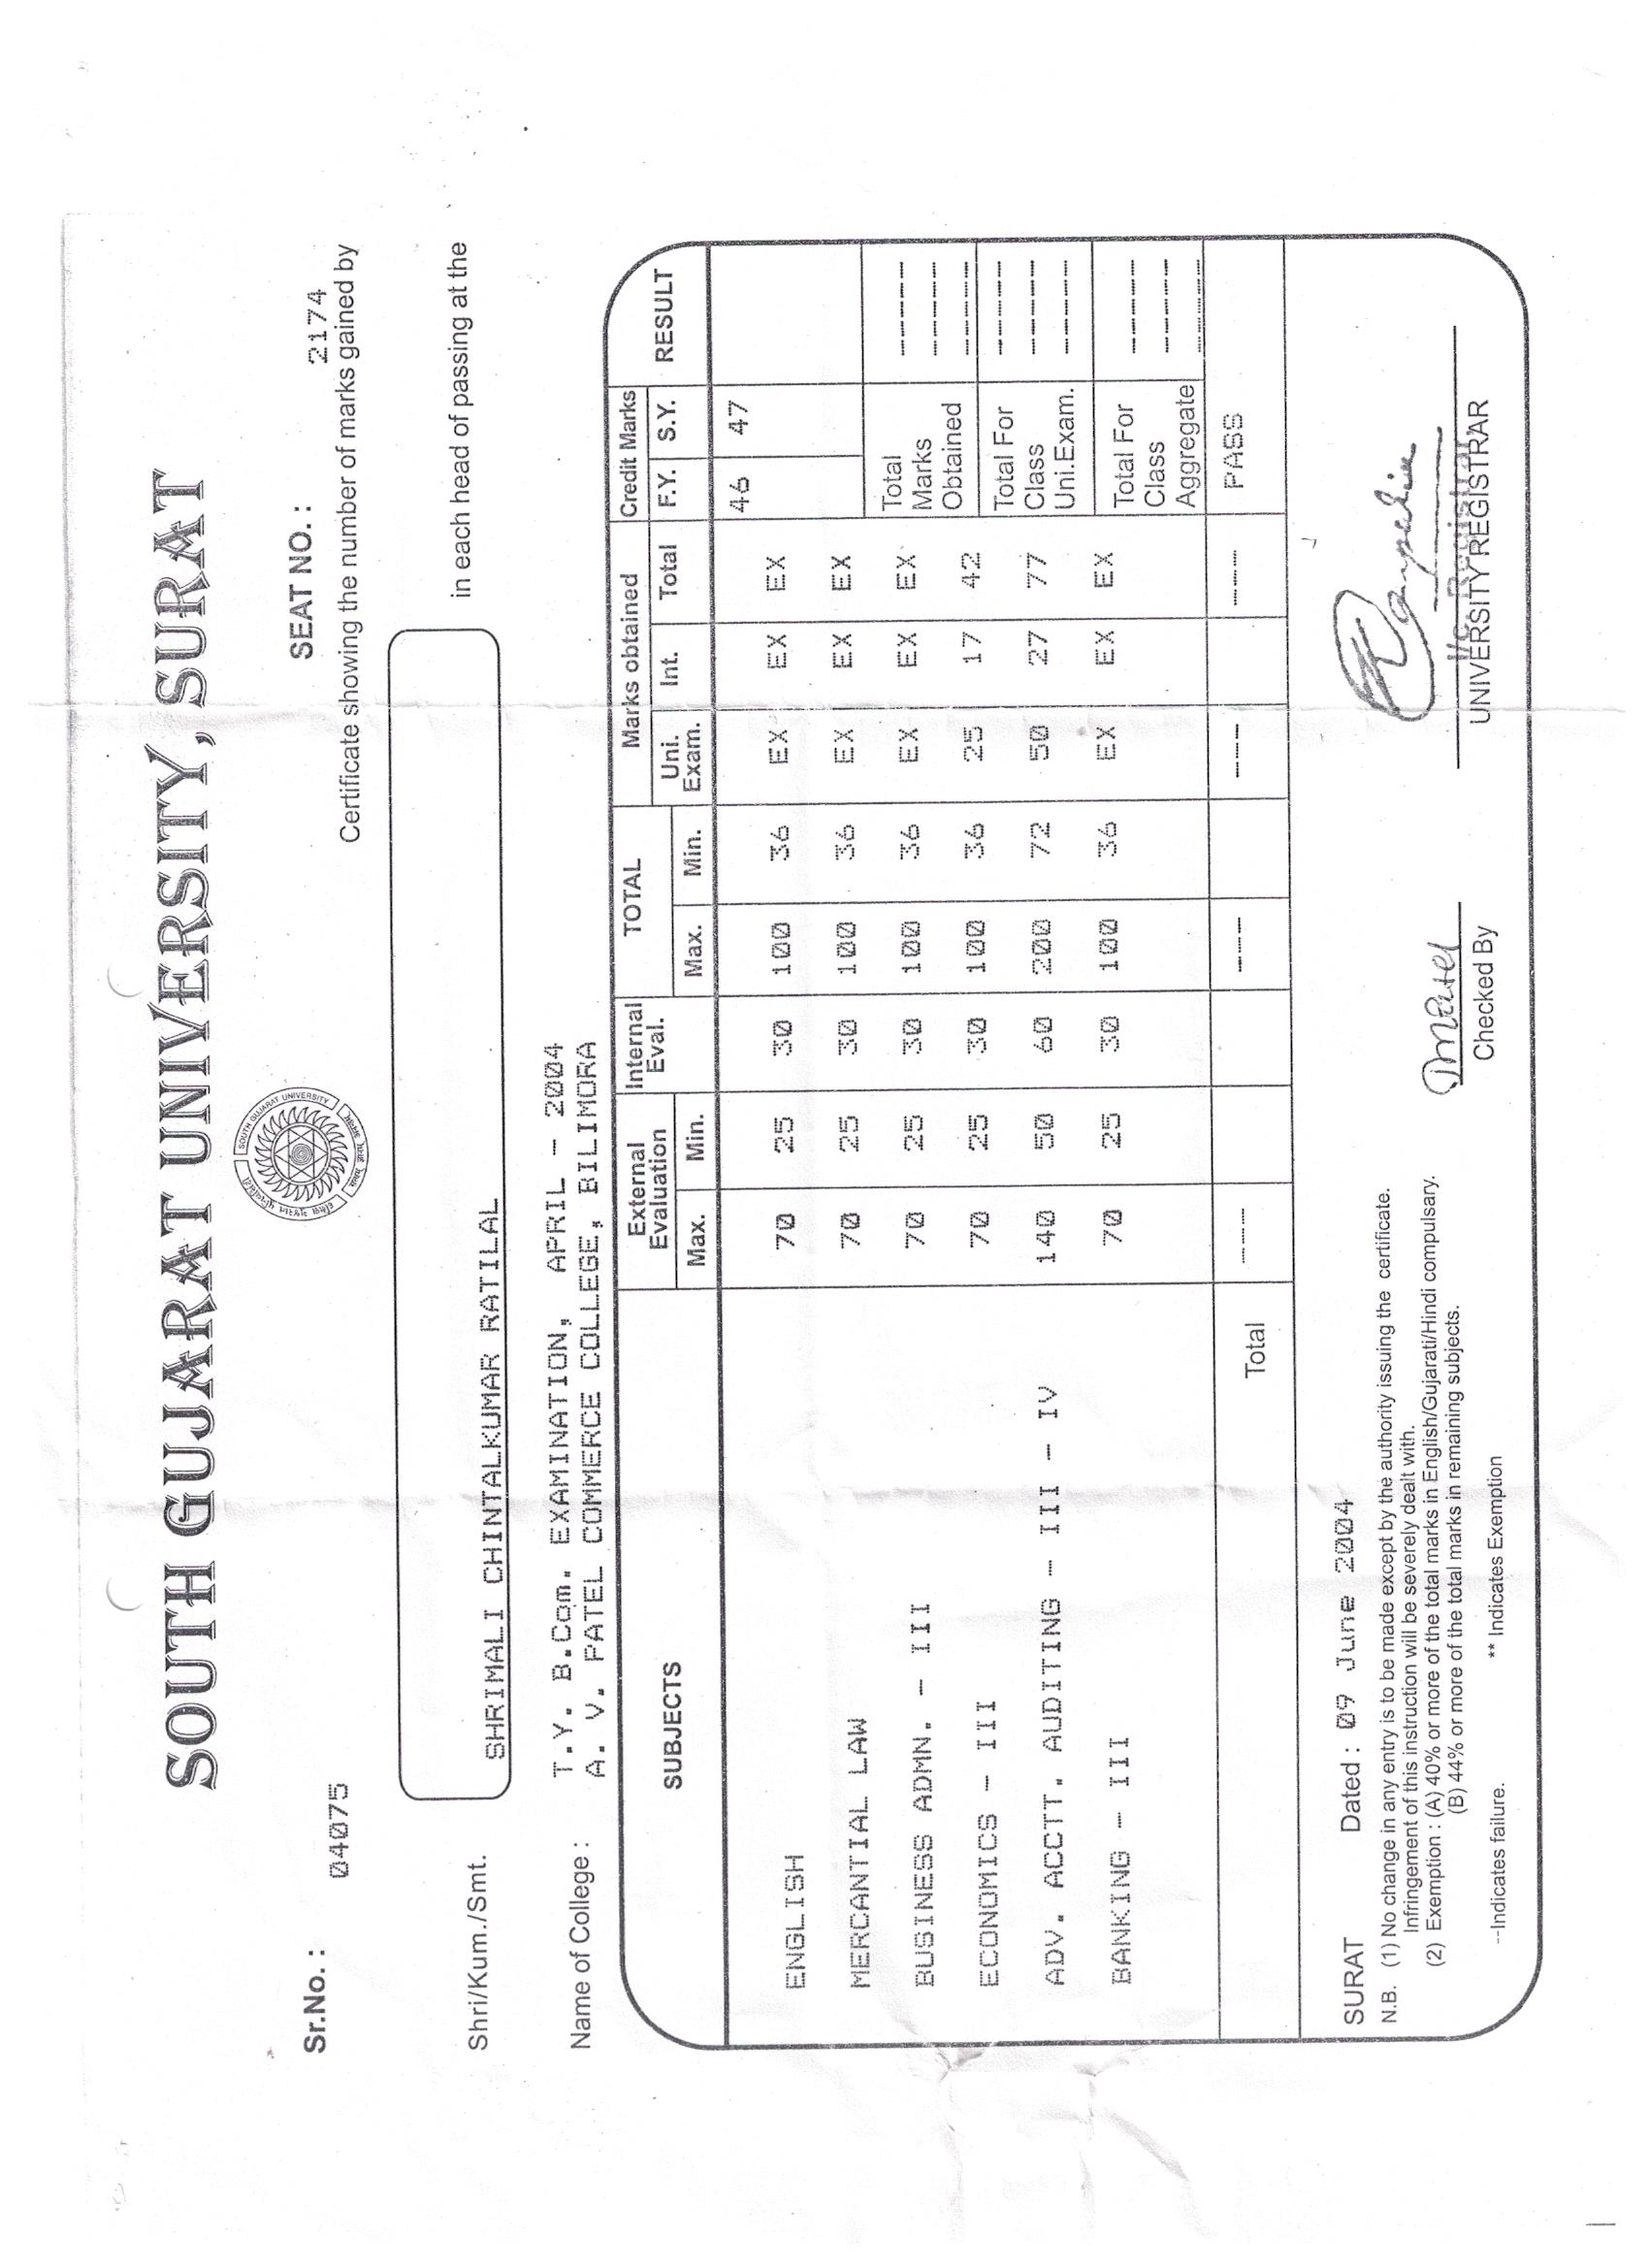 SOUTH GUJARAT UNIVERSITY, SURAT
SOUTH GUJARAT UNIVERSITY
Sr.No. : 04075 SEAT NO. : 2174
Certificate showing the number of marks gained by
Shri/Kum./Smt. SHRIMALI CHINTALKUMAR RATILAL in each head of passing at the
T.Y. B.Com. EXAMINATION, APRIL - 2004
Name of College : A. V. PATEL COMMERCE COLLEGE, BILIMORA
SUBJECTS External Evaluation Internal Eval. TOTAL Marks obtained Credit Marks RESULT
Max. Min. Max. Min. Uni. Exam. Int. Total F.Y. S.Y.
46 47
ENGLISH 70 25 30 100 36 EX EX EX
MERCANTIAL LAW 70 25 30 100 36 EX EX EX
BUSINESS ADMN. - III 70 25 30 100 36 EX EX EX
Total Marks Obtained ------
ECONOMICS - III 70 25 30 100 36 25 17 42
Total For Class Uni.Exam. ------
ADV. ACCTT. AUDITING - III - IV 140 50 60 200 72 50 27 77
BANKING - III 70 25 30 100 36 EX EX EX
Total For Class Aggregate ------
Total --- --- --- --- PASS
SURAT Dated : 09 June 2004
N.B. (1) No change in any entry is to be made except by the authority issuing the certificate.
Infringement of this instruction will be severely dealt with.
(2) Exemption : (A) 40% or more of the total marks in English/Gujarati/Hindi compulsary.
(B) 44% or more of the total marks in remaining subjects.
--Indicates failure. ** Indicates Exemption
Checked By
I/c. Registrar
UNIVERSITY REGISTRAR